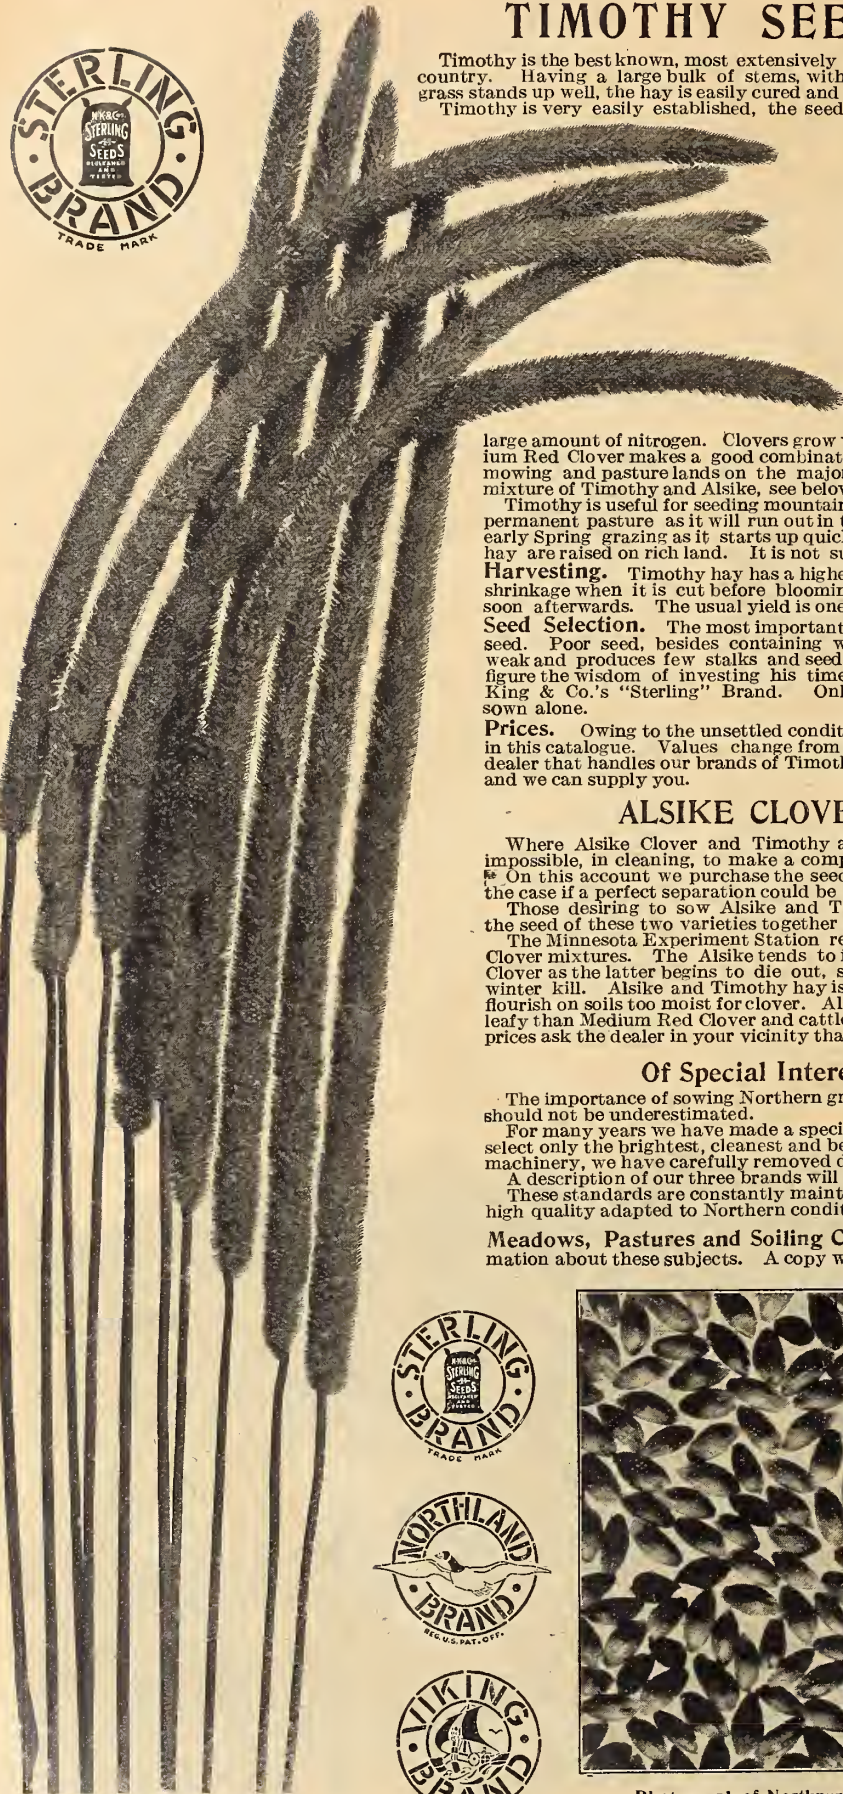 TIMOTHY SEE
STERLING
N.K.&Co.
STERLING
SEEDS
RECLEANED
AND
TESTED
BRAND
TRADE MARK
Timothy is the best known, most extensively
country. Having a large bulk of stems, with
grass stands up well, the hay is easily cured and
Timothy is very easily established, the seed
large amount of nitrogen. Clovers grow
ium Red Clover makes a good combinat
mowing and pasture lands on the major
mixture of Timothy and Alsike, see below
Timothy is useful for seeding mountain
permanent pasture as it will run out in
early Spring grazing as it starts up quic
hay are raised on rich land. It is not su
Harvesting. Timothy hay has a highe
shrinkage when it is cut before bloomin
soon afterwards. The usual yield is one
Seed Selection. The most important
seed. Poor seed, besides containing w
weak and produces few stalks and seed
figure the wisdom of investing his time
King & Co.'s "Sterling" Brand. Onl
sown alone.
Prices. Owing to the unsettled condit
in this catalogue. Values change from
dealer that handles our brands of Timoth
and we can supply you.
ALSIKE CLOVE
Where Alsike Clover and Timothy a
impossible, in cleaning, to make a comp
On this account we purchase the seed
the case if a perfect separation could be
Those desiring to sow Alsike and T
the seed of these two varieties together
The Minnesota Experiment Station re
Clover mixtures. The Alsike tends to i
Clover as the latter begins to die out, s
winter kill. Alsike and Timothy hay is
flourish on soils too moist for clover. Al
leafy than Medium Red Clover and cattle
prices ask the dealer in your vicinity tha
Of Special Intere
The importance of sowing Northern gr
should not be underestimated.
For many years we have made a speci
select only the brightest, cleanest and be
machinery, we have carefully removed
A description of our three brands will
These standards are constantly maint
high quality adapted to Northern condit
Meadows, Pastures and Soiling C
mation about these subjects. A copy w
STERLING
N.K.&Co.
STERLING
SEEDS
RECLEANED
AND
TESTED
BRAND
TRADE MARK
NORTHLAND
BRAND
REG. U.S. PAT. OFF.
VIKING
BRAND